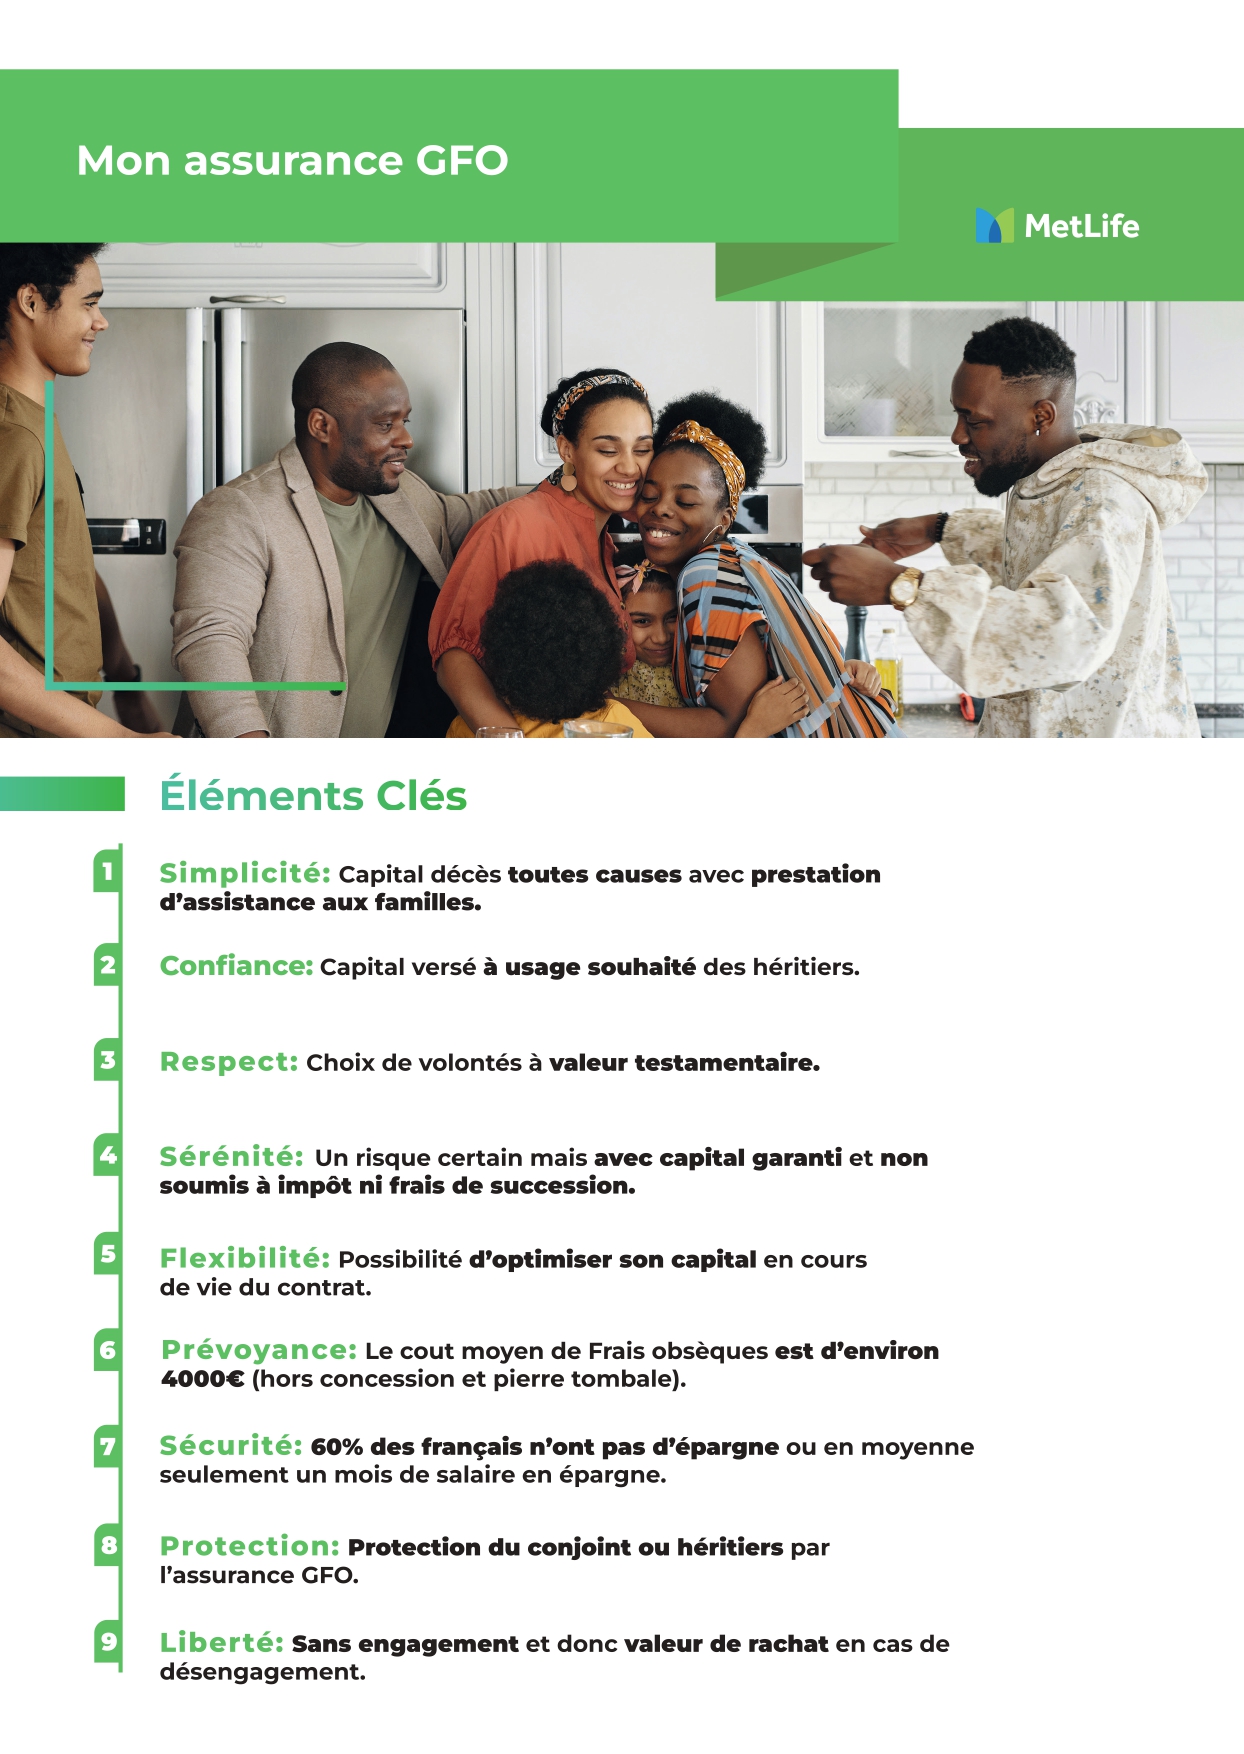 Mon assurance GFO
MetLife
Éléments Clés
1
Simplicité: Capital décès toutes causes avec prestation
d’assistance aux familles.
2
Confiance: Capital versé à usage souhaité des héritiers.
3
Respect: Choix de volontés à valeur testamentaire.
4
Sérénité: Un risque certain mais avec capital garanti et non
soumis à impôt ni frais de succession.
5
Flexibilité: Possibilité d’optimiser son capital en cours
de vie du contrat.
6
Prévoyance: Le cout moyen de Frais obsèques est d’environ
4000€ (hors concession et pierre tombale).
7
Sécurité: 60% des français n’ont pas d’épargne ou en moyenne
seulement un mois de salaire en épargne.
8
Protection: Protection du conjoint ou héritiers par
l’assurance GFO.
9
Liberté: Sans engagement et donc valeur de rachat en cas de
désengagement.